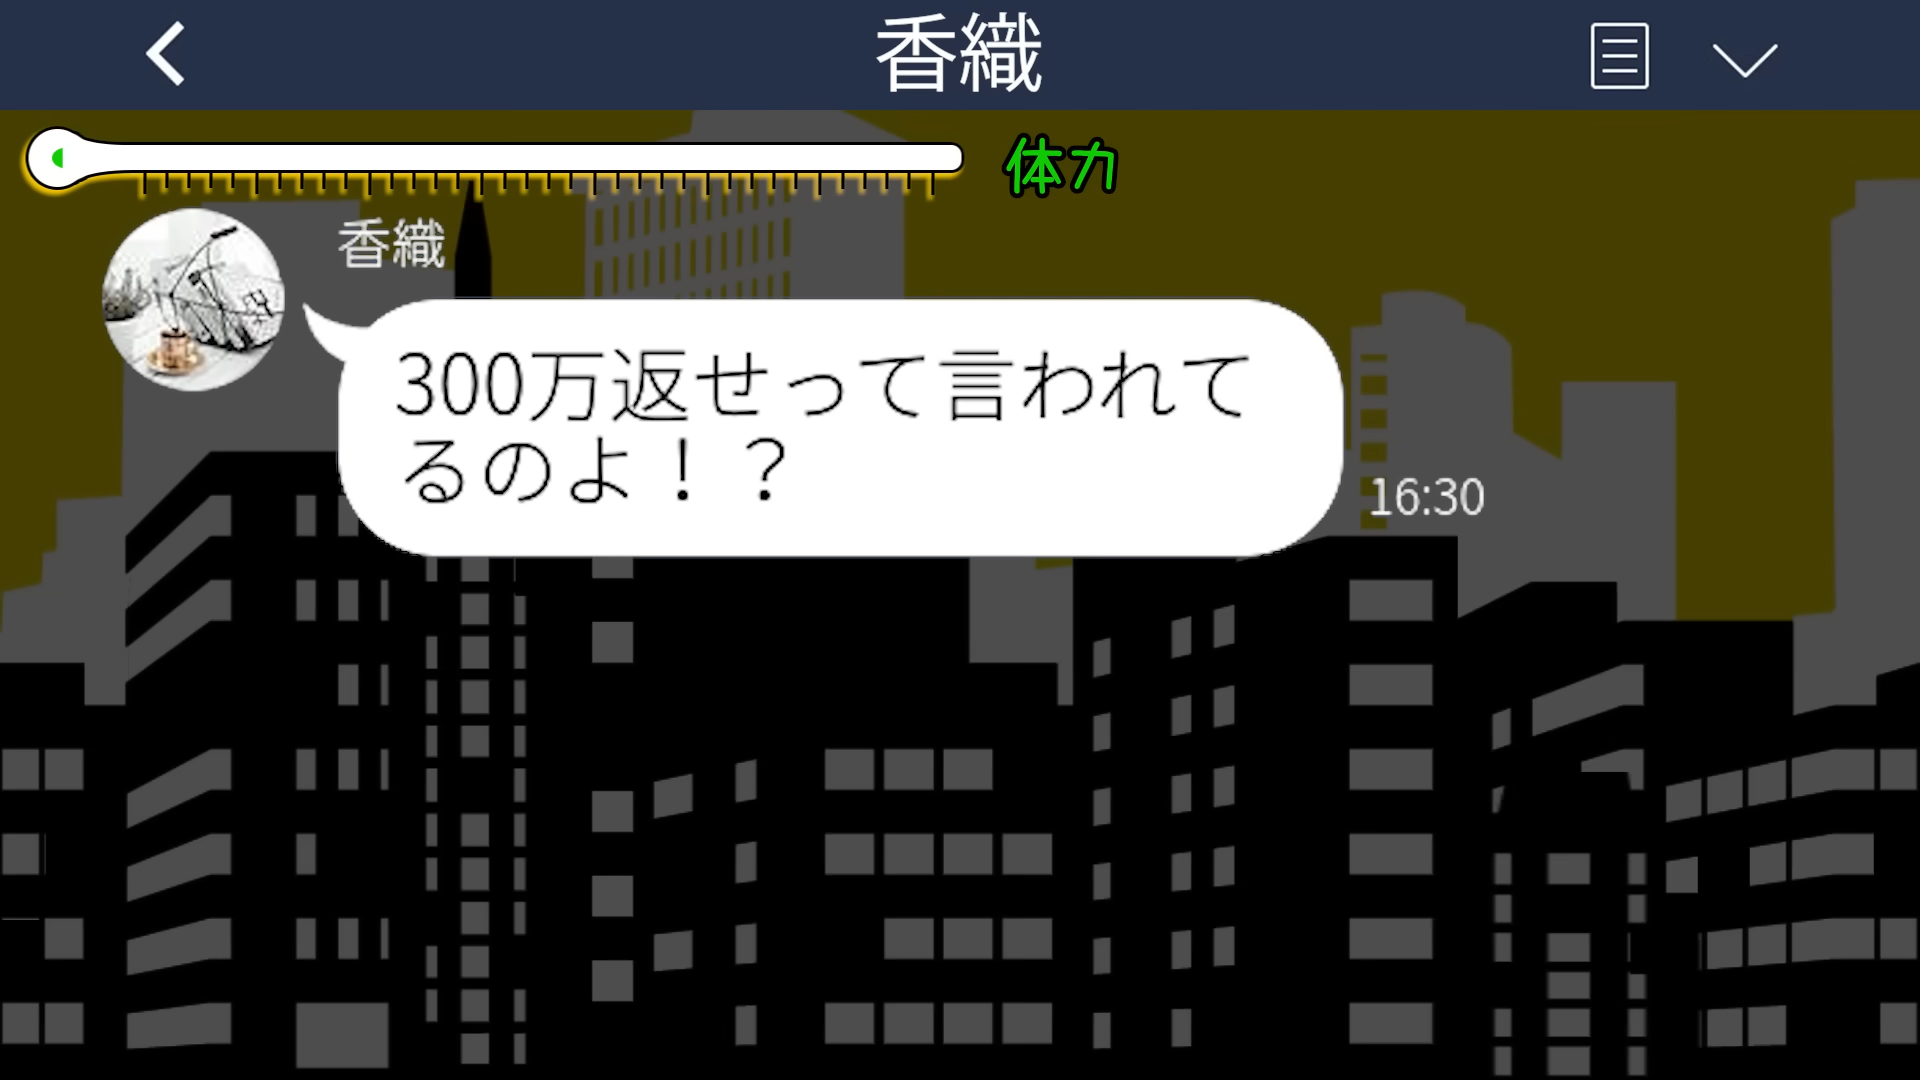 香織
体力
香織
300万返せって言われて
るのよ！？
16:30